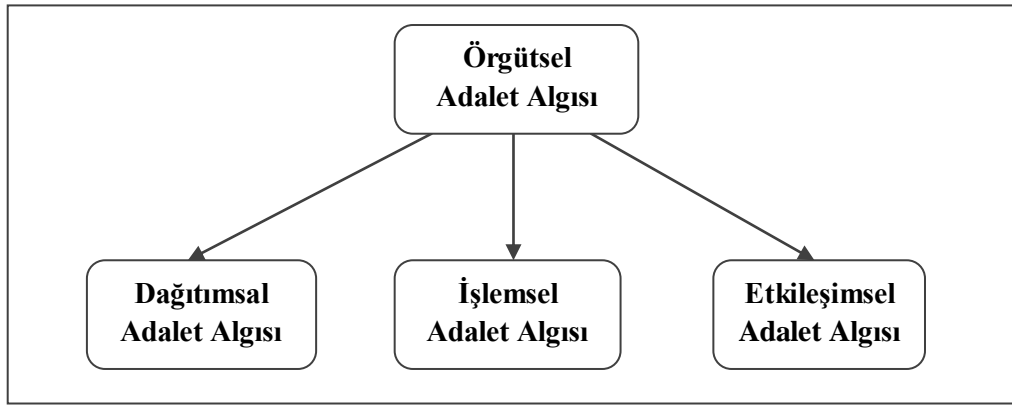 Örgütsel
Adalet Algısı
Dağıtımsal
Adalet Algısı
İşlemsel
Adalet Algısı
Etkileşimsel
Adalet Algısı